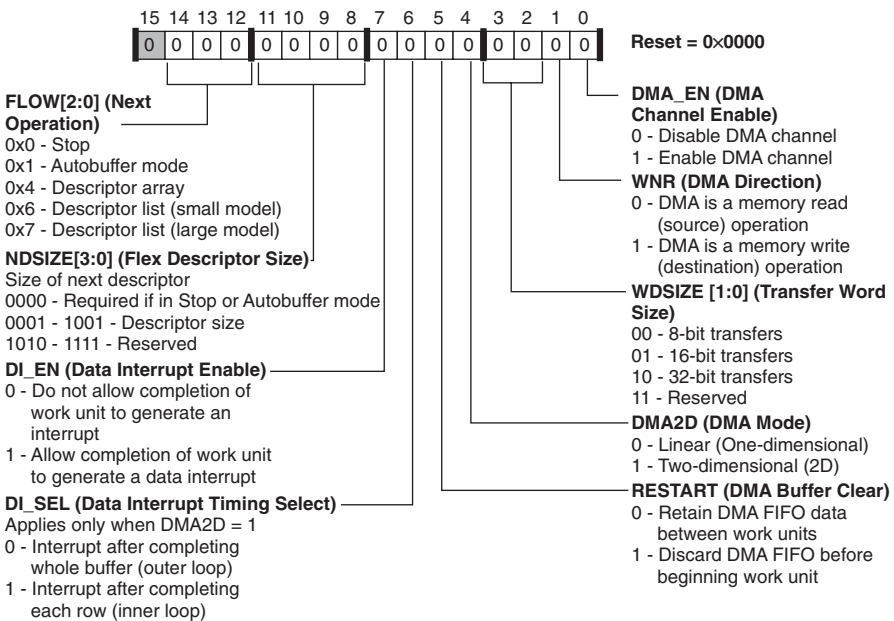 15 14 13 12 11 10 9 8 7 6 5 4 3 2 1 0
0 0 0 0 0 0 0 0 0 0 0 0 0 0 0 0
Reset = 0×0000
FLOW[2:0] (Next
Operation)
0x0 - Stop
0x1 - Autobuffer mode
0x4 - Descriptor array
0x6 - Descriptor list (small model)
0x7 - Descriptor list (large model)
NDSIZE[3:0] (Flex Descriptor Size)
Size of next descriptor
0000 - Required if in Stop or Autobuffer mode
0001 - 1001 - Descriptor size
1010 - 1111 - Reserved
DI_EN (Data Interrupt Enable)
0 - Do not allow completion of
work unit to generate an
interrupt
1 - Allow completion of work unit
to generate a data interrupt
DI_SEL (Data Interrupt Timing Select)
Applies only when DMA2D = 1
0 - Interrupt after completing
whole buffer (outer loop)
1 - Interrupt after completing
each row (inner loop)
DMA_EN (DMA
Channel Enable)
0 - Disable DMA channel
1 - Enable DMA channel
WNR (DMA Direction)
0 - DMA is a memory read
(source) operation
1 - DMA is a memory write
(destination) operation
WDSIZE [1:0] (Transfer Word
Size)
00 - 8-bit transfers
01 - 16-bit transfers
10 - 32-bit transfers
11 - Reserved
DMA2D (DMA Mode)
0 - Linear (One-dimensional)
1 - Two-dimensional (2D)
RESTART (DMA Buffer Clear)
0 - Retain DMA FIFO data
between work units
1 - Discard DMA FIFO before
beginning work unit